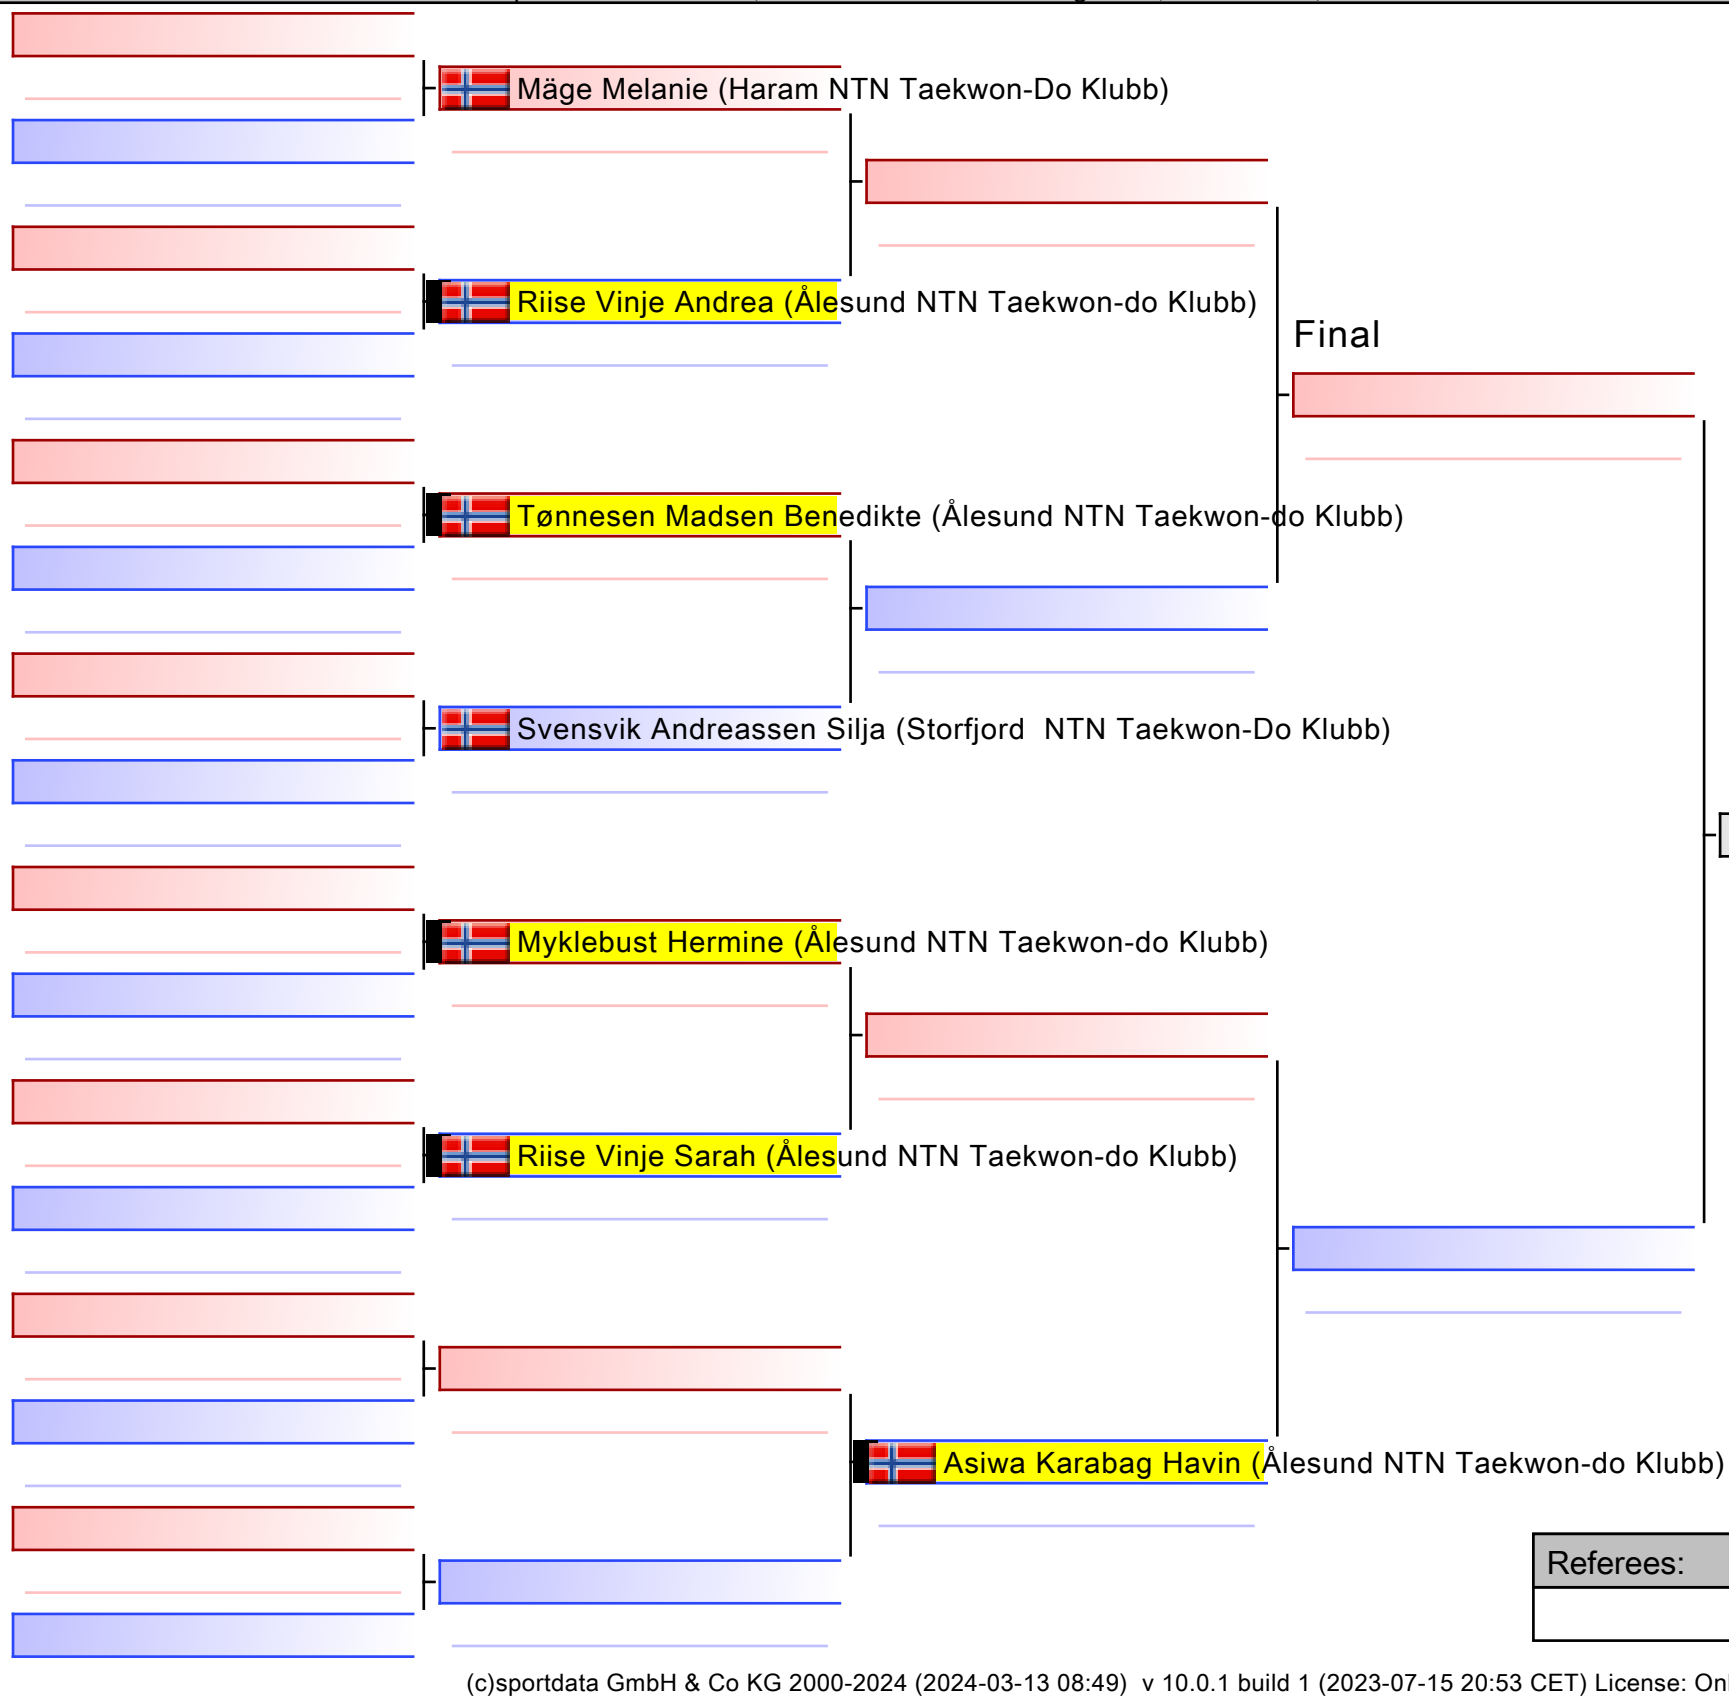 Mäge Melanie (Haram NTN Taekwon-Do Klubb)
Riise Vinje Andrea (Ålesund NTN Taekwon-do Klubb)
Final
Tønnesen Madsen Benedikte (Ålesund NTN Taekwon-do Klubb)
Svensvik Andreassen Silja (Storfjord  NTN Taekwon-Do Klubb)
Myklebust Hermine (Ålesund NTN Taekwon-do Klubb)
Riise Vinje Sarah (Ålesund NTN Taekwon-do Klubb)
Asiwa Karabag Havin (Ålesund NTN Taekwon-do Klubb)
Referees:
(c)sportdata GmbH & Co KG 2000-2024 (2024-03-13 08:49)  v 10.0.1 build 1 (2023-07-15 20:53 CET) License: On